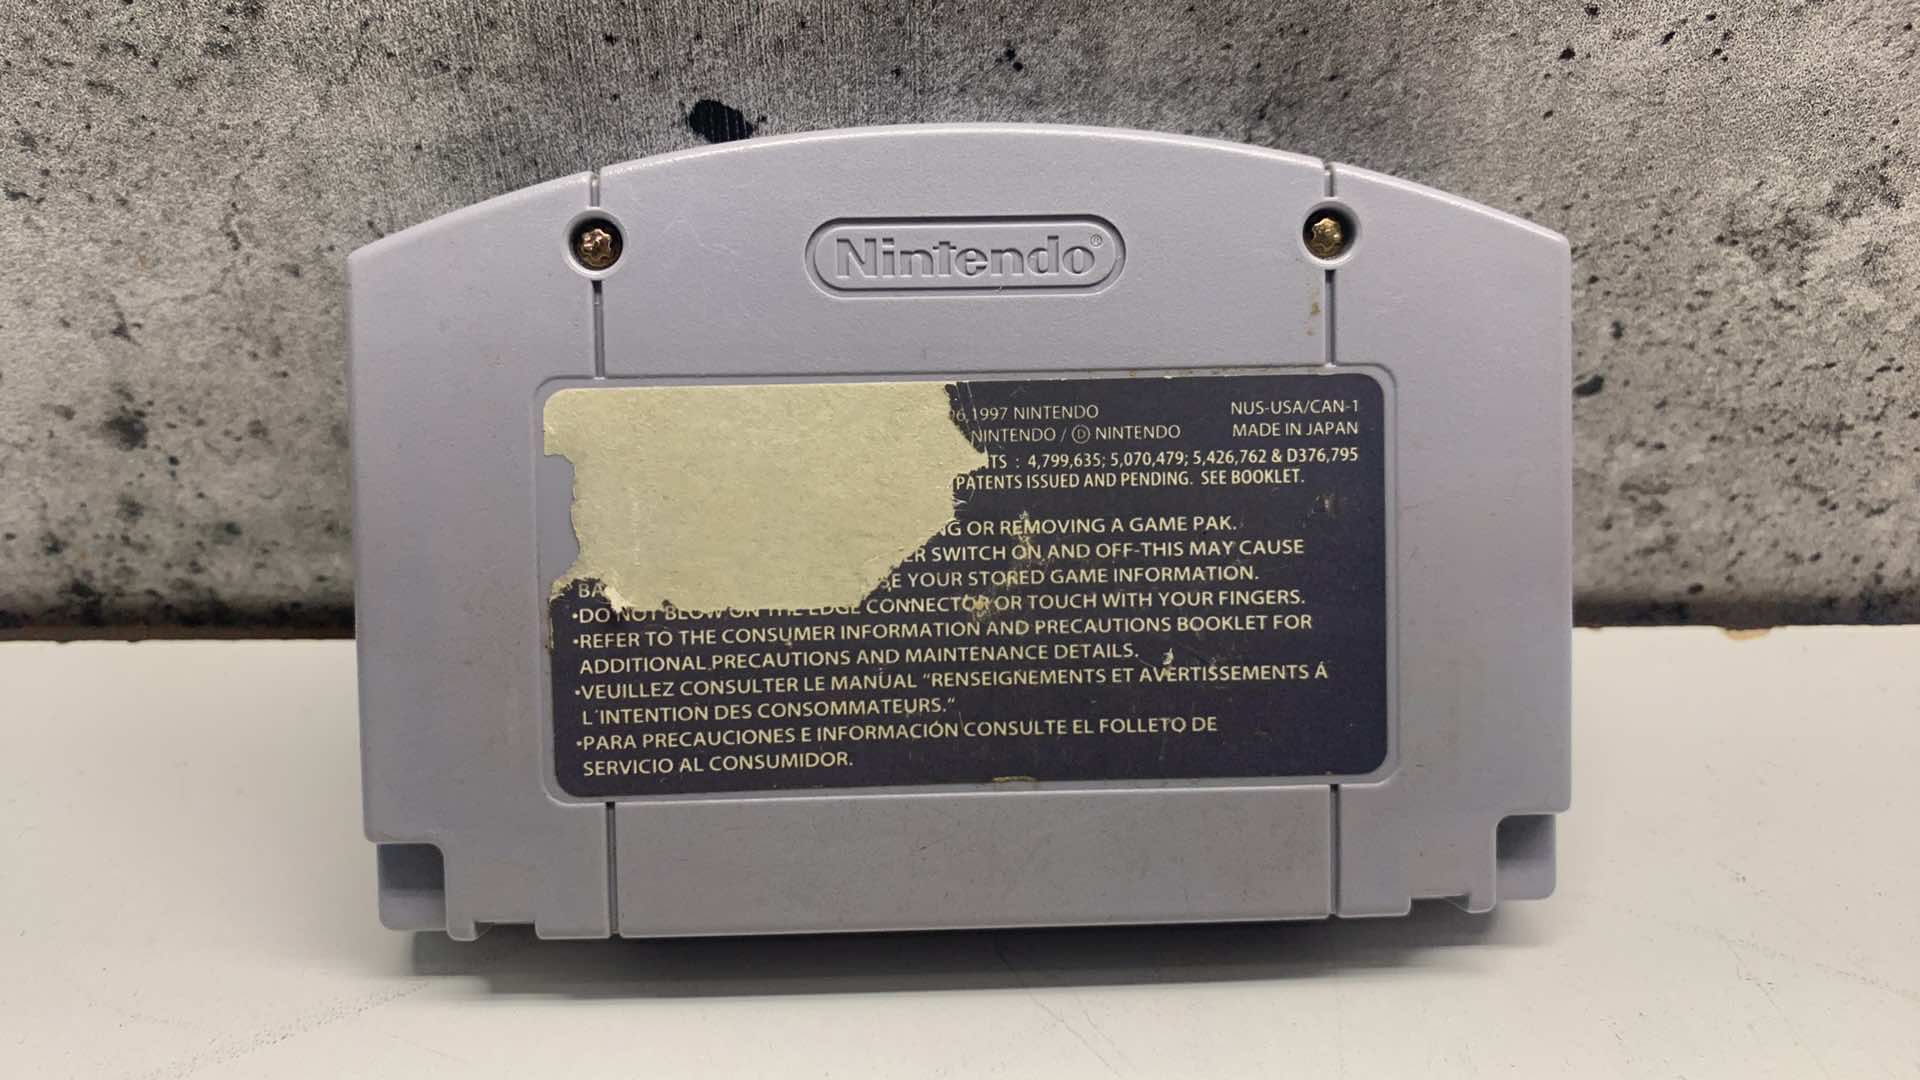 Nintendo®
1997 NINTENDO
NUS-USA/CAN-1
NINTENDO / Ⓓ NINTENDO
MADE IN JAPAN
: 4,799,635; 5,070,479; 5,426,762 & D376,795
PATENTS ISSUED AND PENDING. SEE BOOKLET.
OR REMOVING A GAME PAK.
SWITCH ON AND OFF-THIS MAY CAUSE
YOUR STORED GAME INFORMATION.
•DO NOT BLOW ON THE EDGE CONNECTOR OR TOUCH WITH YOUR FINGERS.
•REFER TO THE CONSUMER INFORMATION AND PRECAUTIONS BOOKLET FOR
ADDITIONAL PRECAUTIONS AND MAINTENANCE DETAILS.
•VEUILLEZ CONSULTER LE MANUAL “RENSEIGNEMENTS ET AVERTISSEMENTS Á
L'INTENTION DES CONSOMMATEURS.”
•PARA PRECAUCIONES E INFORMACIÓN CONSULTE EL FOLLETO DE
SERVICIO AL CONSUMIDOR.